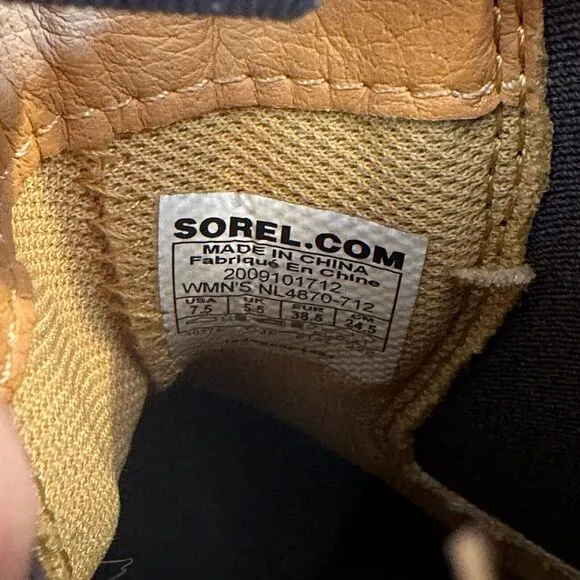 SOREL.COM
MADE IN CHINA
Fabriqué En Chine
2009101712
WMN'S NL4870-712
USA UK EUR CM
7.5 5.5 38.5 24.5